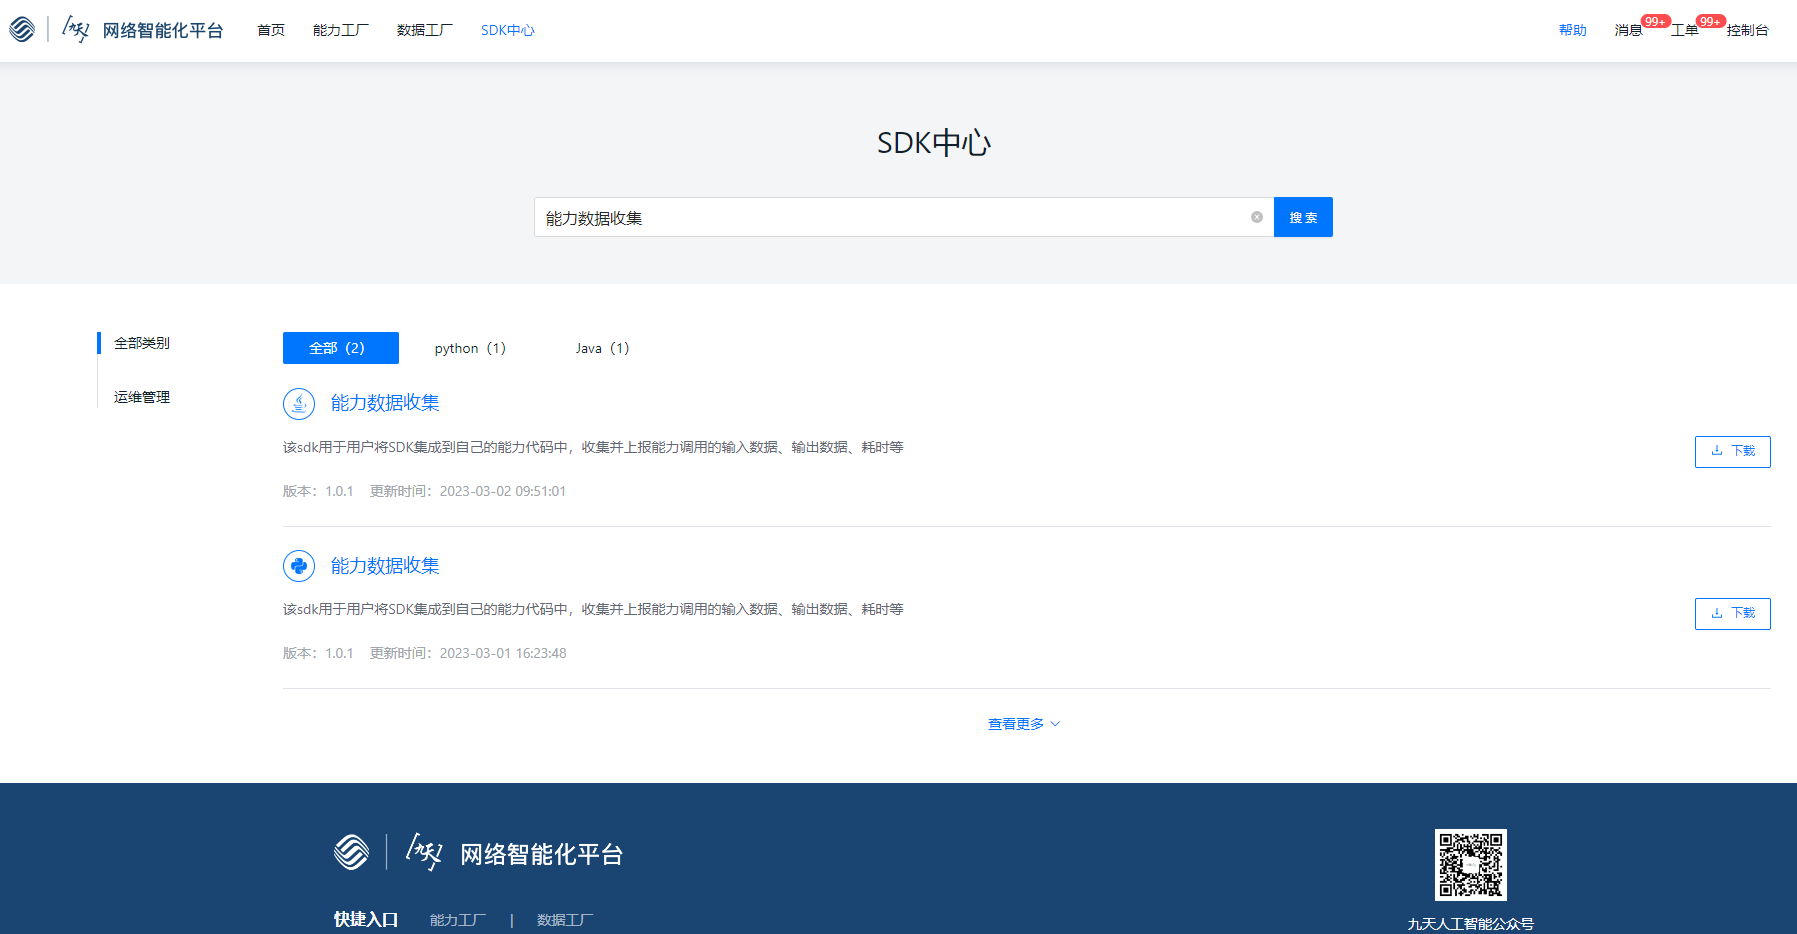 九天 网络智能化平台 首页 能力工厂 数据工厂 SDK中心 帮助 消息 99+ 工单 99+ 控制台
SDK中心
能力数据收集 搜 索
全部类别 全部（2） python（1） Java（1）
运维管理
能力数据收集
该sdk用于用户将SDK集成到自己的能力代码中，收集并上报能力调用的输入数据、输出数据、耗时等 下载
版本：1.0.1 更新时间：2023-03-02 09:51:01
能力数据收集
该sdk用于用户将SDK集成到自己的能力代码中，收集并上报能力调用的输入数据、输出数据、耗时等 下载
版本：1.0.1 更新时间：2023-03-01 16:23:48
查看更多
九天 网络智能化平台
快捷入口 能力工厂 | 数据工厂
九天人工智能公众号